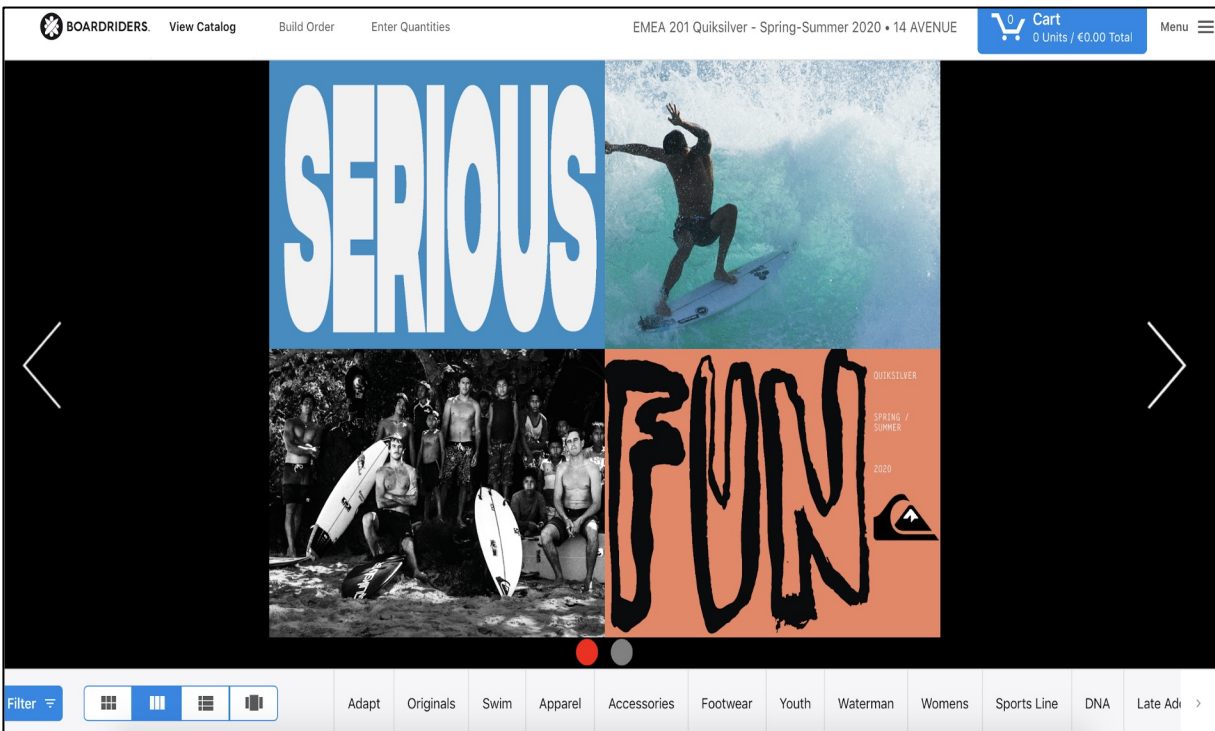 BOARDRIDERS.
View Catalog
Build Order
Enter Quantities
EMEA 201 Quiksilver - Spring-Summer 2020 • 14 AVENUE
0
Cart
0 Units / €0.00 Total
Menu
SERIOUS
FUN
QUIKSILVER
SPRING /
SUMMER
2020
Filter
Adapt
Originals
Swim
Apparel
Accessories
Footwear
Youth
Waterman
Womens
Sports Line
DNA
Late Ad